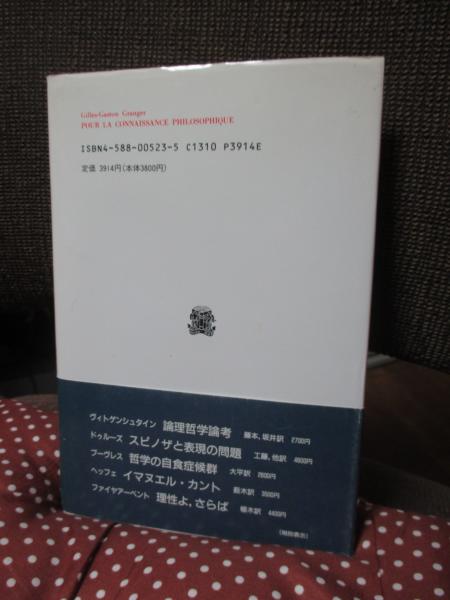 Gilles-Gaston Granger
POUR LA CONNAISSANCE PHILOSOPHIQUE
ISBN4-588-00523-5 C1310 P3914E
定価 3914円(本体3800円)
ヴィトゲンシュタイン 論理哲学論考 藤本,坂井訳 2700円
ドゥルーズ スピノザと表現の問題 工藤,他訳 4800円
ブーヴレス 哲学の自食症候群 大平訳 2800円
ヘッフェ イマヌエル・カント 藪木訳 3500円
ファイヤアーベント 理性よ,さらば 植木訳 4400円
(税別表示)